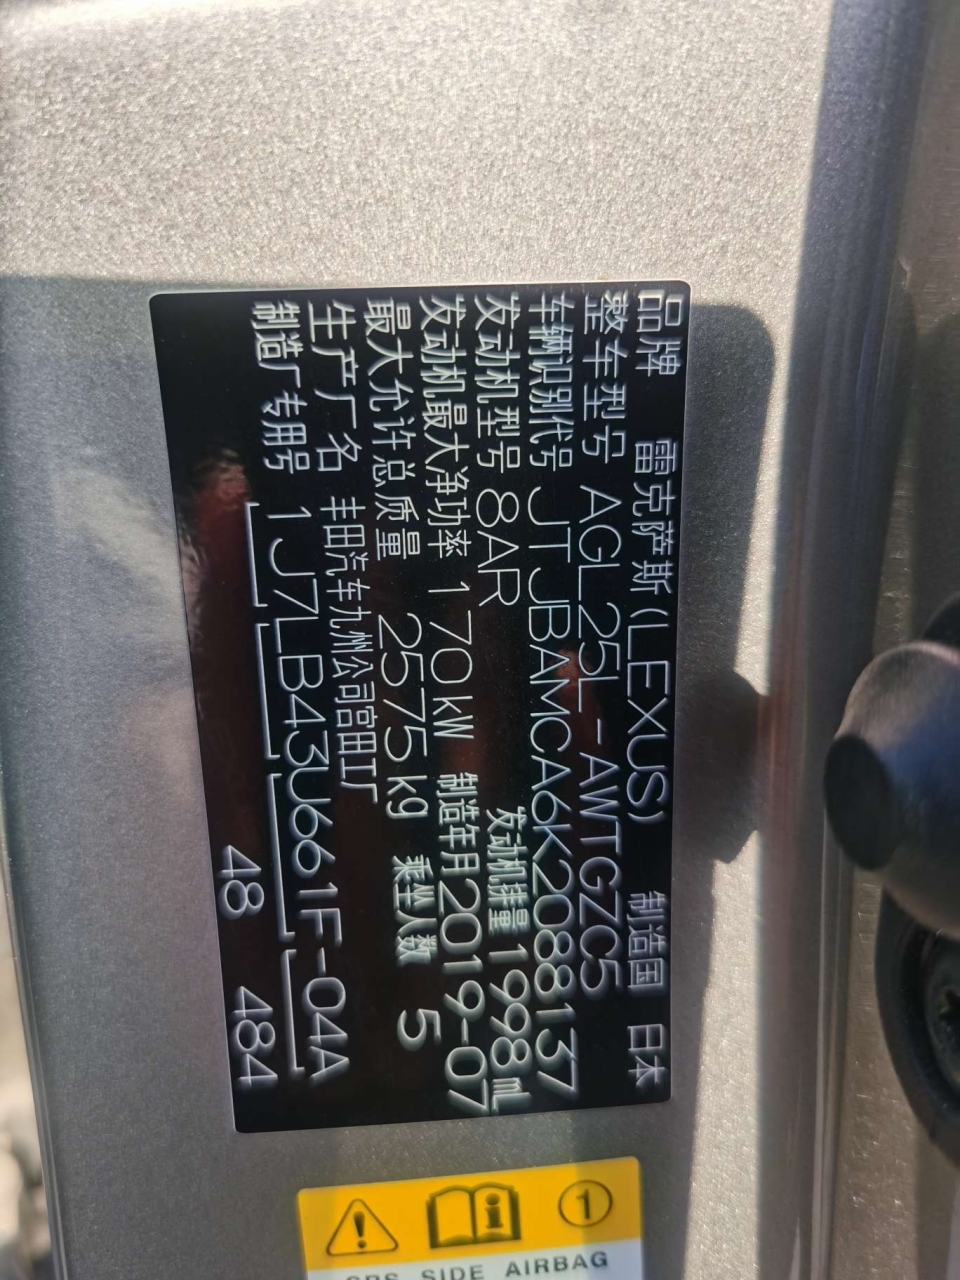 品牌 雷克萨斯(LEXUS) 制造国 日本
整车型号 AGL25L-AWTGZC5
车辆识别代号 JTJBAMCA6K2088137
发动机型号 8AR 发动机排量 1998mL
发动机最大净功率 170kW 制造年月 2019-07
最大允许总质量 2575kg 乘坐人数 5
生产厂名 丰田汽车九州公司宫田工厂
制造厂专用号 1J7LB43U661F-04A
48 484
1
SRS SIDE AIRBAG